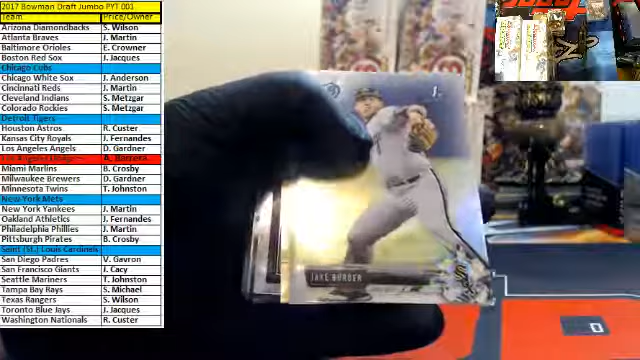 2017 Bowman Draft Jumbo PYT 001
Team Price/Owner
Arizona Diamondbacks S. Wilson
Atlanta Braves J. Martin
Baltimore Orioles E. Crowner
Boston Red Sox J. Jacques
Chicago Cubs
Chicago White Sox J. Anderson
Cincinnati Reds J. Martin
Cleveland Indians S. Metzgar
Colorado Rockies S. Metzgar
Detroit Tigers
Houston Astros R. Custer
Kansas City Royals J. Fernandes
Los Angeles Angels D. Gardner
Los Angeles Dodgers A. Barrera
Miami Marlins B. Crosby
Milwaukee Brewers D. Gardner
Minnesota Twins T. Johnston
New York Mets
New York Yankees J. Martin
Oakland Athletics J. Fernandes
Philadelphia Phillies J. Martin
Pittsburgh Pirates B. Crosby
Saint (St.) Louis Cardinals
San Diego Padres V. Gavron
San Francisco Giants J. Cacy
Seattle Mariners T. Johnston
Tampa Bay Rays S. Michael
Texas Rangers S. Wilson
Toronto Blue Jays J. Jacques
Washington Nationals R. Custer
JAKE BURGER